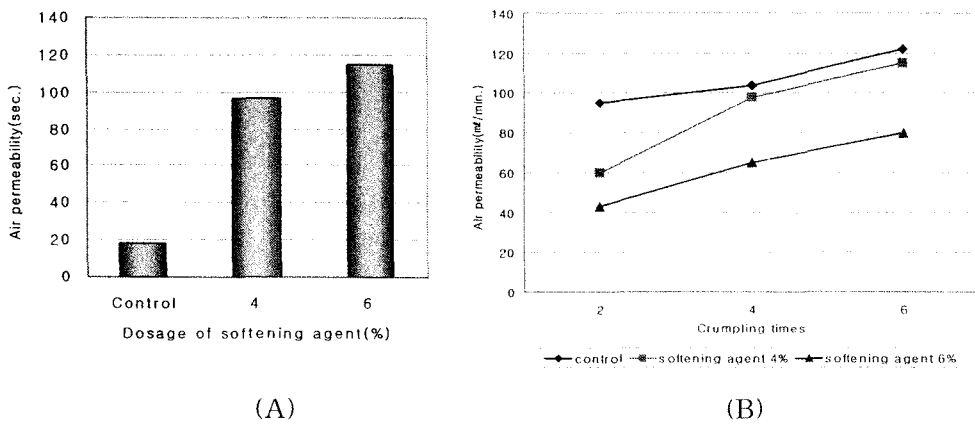 140
120
100
80
60
40
20
0
Air permeability(sec.)
Control 4 6
Dosage of softening agent(%)
(A)
140
120
100
80
60
40
20
0
Air permeability(㎖/min.)
2 4 6
Crumpling times
control softening agent 4% softening agent 6%
(B)